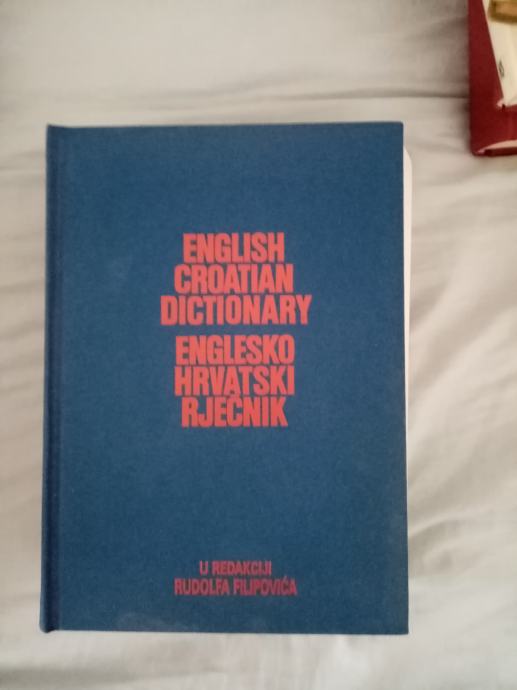 ENGLISH
CROATIAN
DICTIONARY
ENGLESKO
HRVATSKI
RJEČNIK
U REDAKCIJI
RUDOLFA FILIPOVIĆA